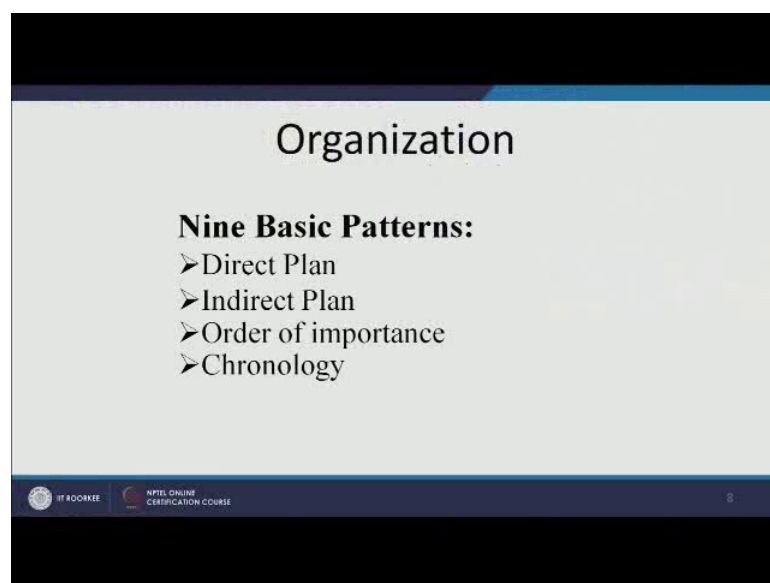 Organization
Nine Basic Patterns:
➢Direct Plan
➢Indirect Plan
➢Order of importance
➢Chronology
IIT ROORKEE
NPTEL ONLINE
CERTIFICATION COURSE
8